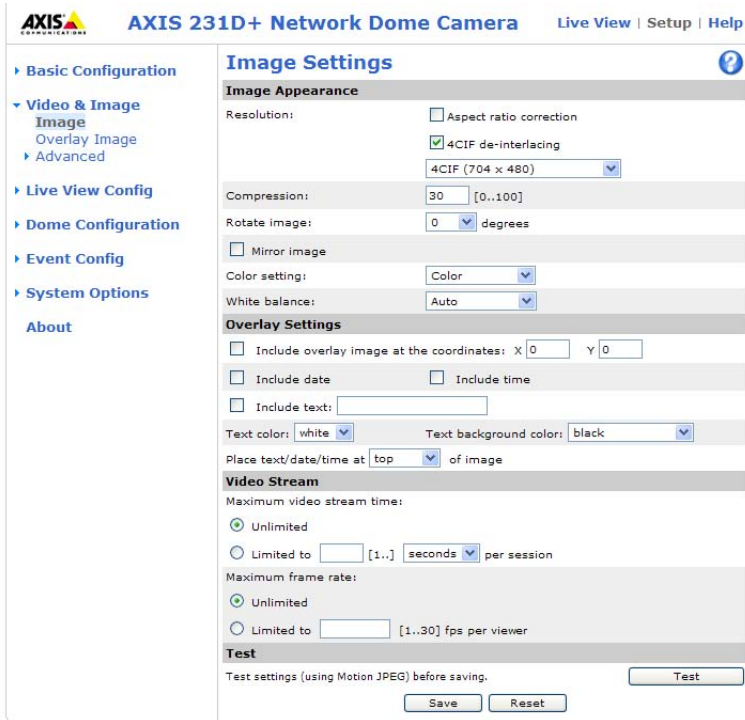 AXIS
COMMUNICATIONS
AXIS 231D+ Network Dome Camera
Live View | Setup | Help
Basic Configuration
Video & Image
Image
Overlay Image
Advanced
Live View Config
Dome Configuration
Event Config
System Options
About
Image Settings
?
Image Appearance
Resolution:
Aspect ratio correction
4CIF de-interlacing
4CIF (704 x 480)
Compression: 30 [0..100]
Rotate image: 0 degrees
Mirror image
Color setting: Color
White balance: Auto
Overlay Settings
Include overlay image at the coordinates: X 0 Y 0
Include date Include time
Include text:
Text color: white Text background color: black
Place text/date/time at top of image
Video Stream
Maximum video stream time:
Unlimited
Limited to [1..] seconds per session
Maximum frame rate:
Unlimited
Limited to [1..30] fps per viewer
Test
Test settings (using Motion JPEG) before saving. Test
Save Reset